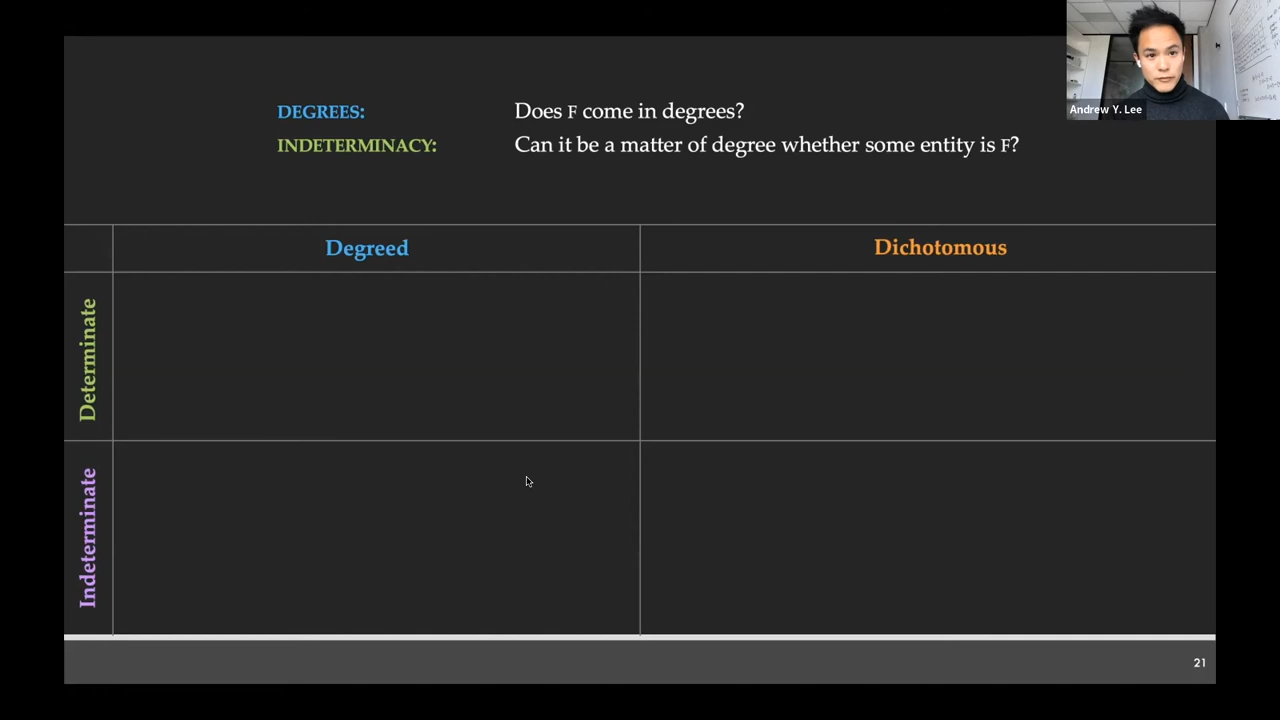 Andrew Y. Lee
DEGREES: Does F come in degrees?
INDETERMINACY: Can it be a matter of degree whether some entity is F?
Degreed Dichotomous
Determinate
Indeterminate
21